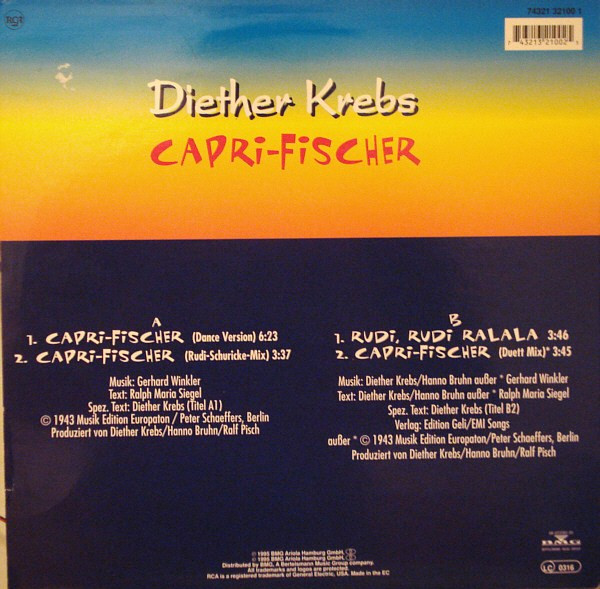 RCA
74321 32100 1
7 43213 21002 5
Diether Krebs
CAPRi-FiSCHER
A
1. CAPRi-FiSCHER (Dance Version) 6:23
2. CAPRi-FiSCHER (Rudi-Schuricke-Mix) 3:37
Musik: Gerhard Winkler
Text: Ralph Maria Siegel
Spez. Text: Diether Krebs (Titel A1)
© 1943 Musik Edition Europaton / Peter Schaeffers, Berlin
Produziert von Diether Krebs/Hanno Bruhn/Ralf Pisch
B
1. RUDi, RUDi RALALA 3:46
2. CAPRi-FiSCHER (Duett Mix)* 3:45
Musik: Diether Krebs/Hanno Bruhn außer * Gerhard Winkler
Text: Diether Krebs/Hanno Bruhn außer * Ralph Maria Siegel
Spez. Text: Diether Krebs (Titel B2)
Verlag: Edition Geli/EMI Songs
außer * © 1943 Musik Edition Europaton/Peter Schaeffers, Berlin
Produziert von Diether Krebs/Hanno Bruhn/Ralf Pisch
℗ 1995 BMG Ariola Hamburg GmbH,
© 1995 BMG Ariola Hamburg GmbH,
Distributed by BMG, A Bertelsmann Music Group company.
All trademarks and logos are protected.
RCA is a registered trademark of General Electric, USA. Made in the EC
BMG
LC 0316